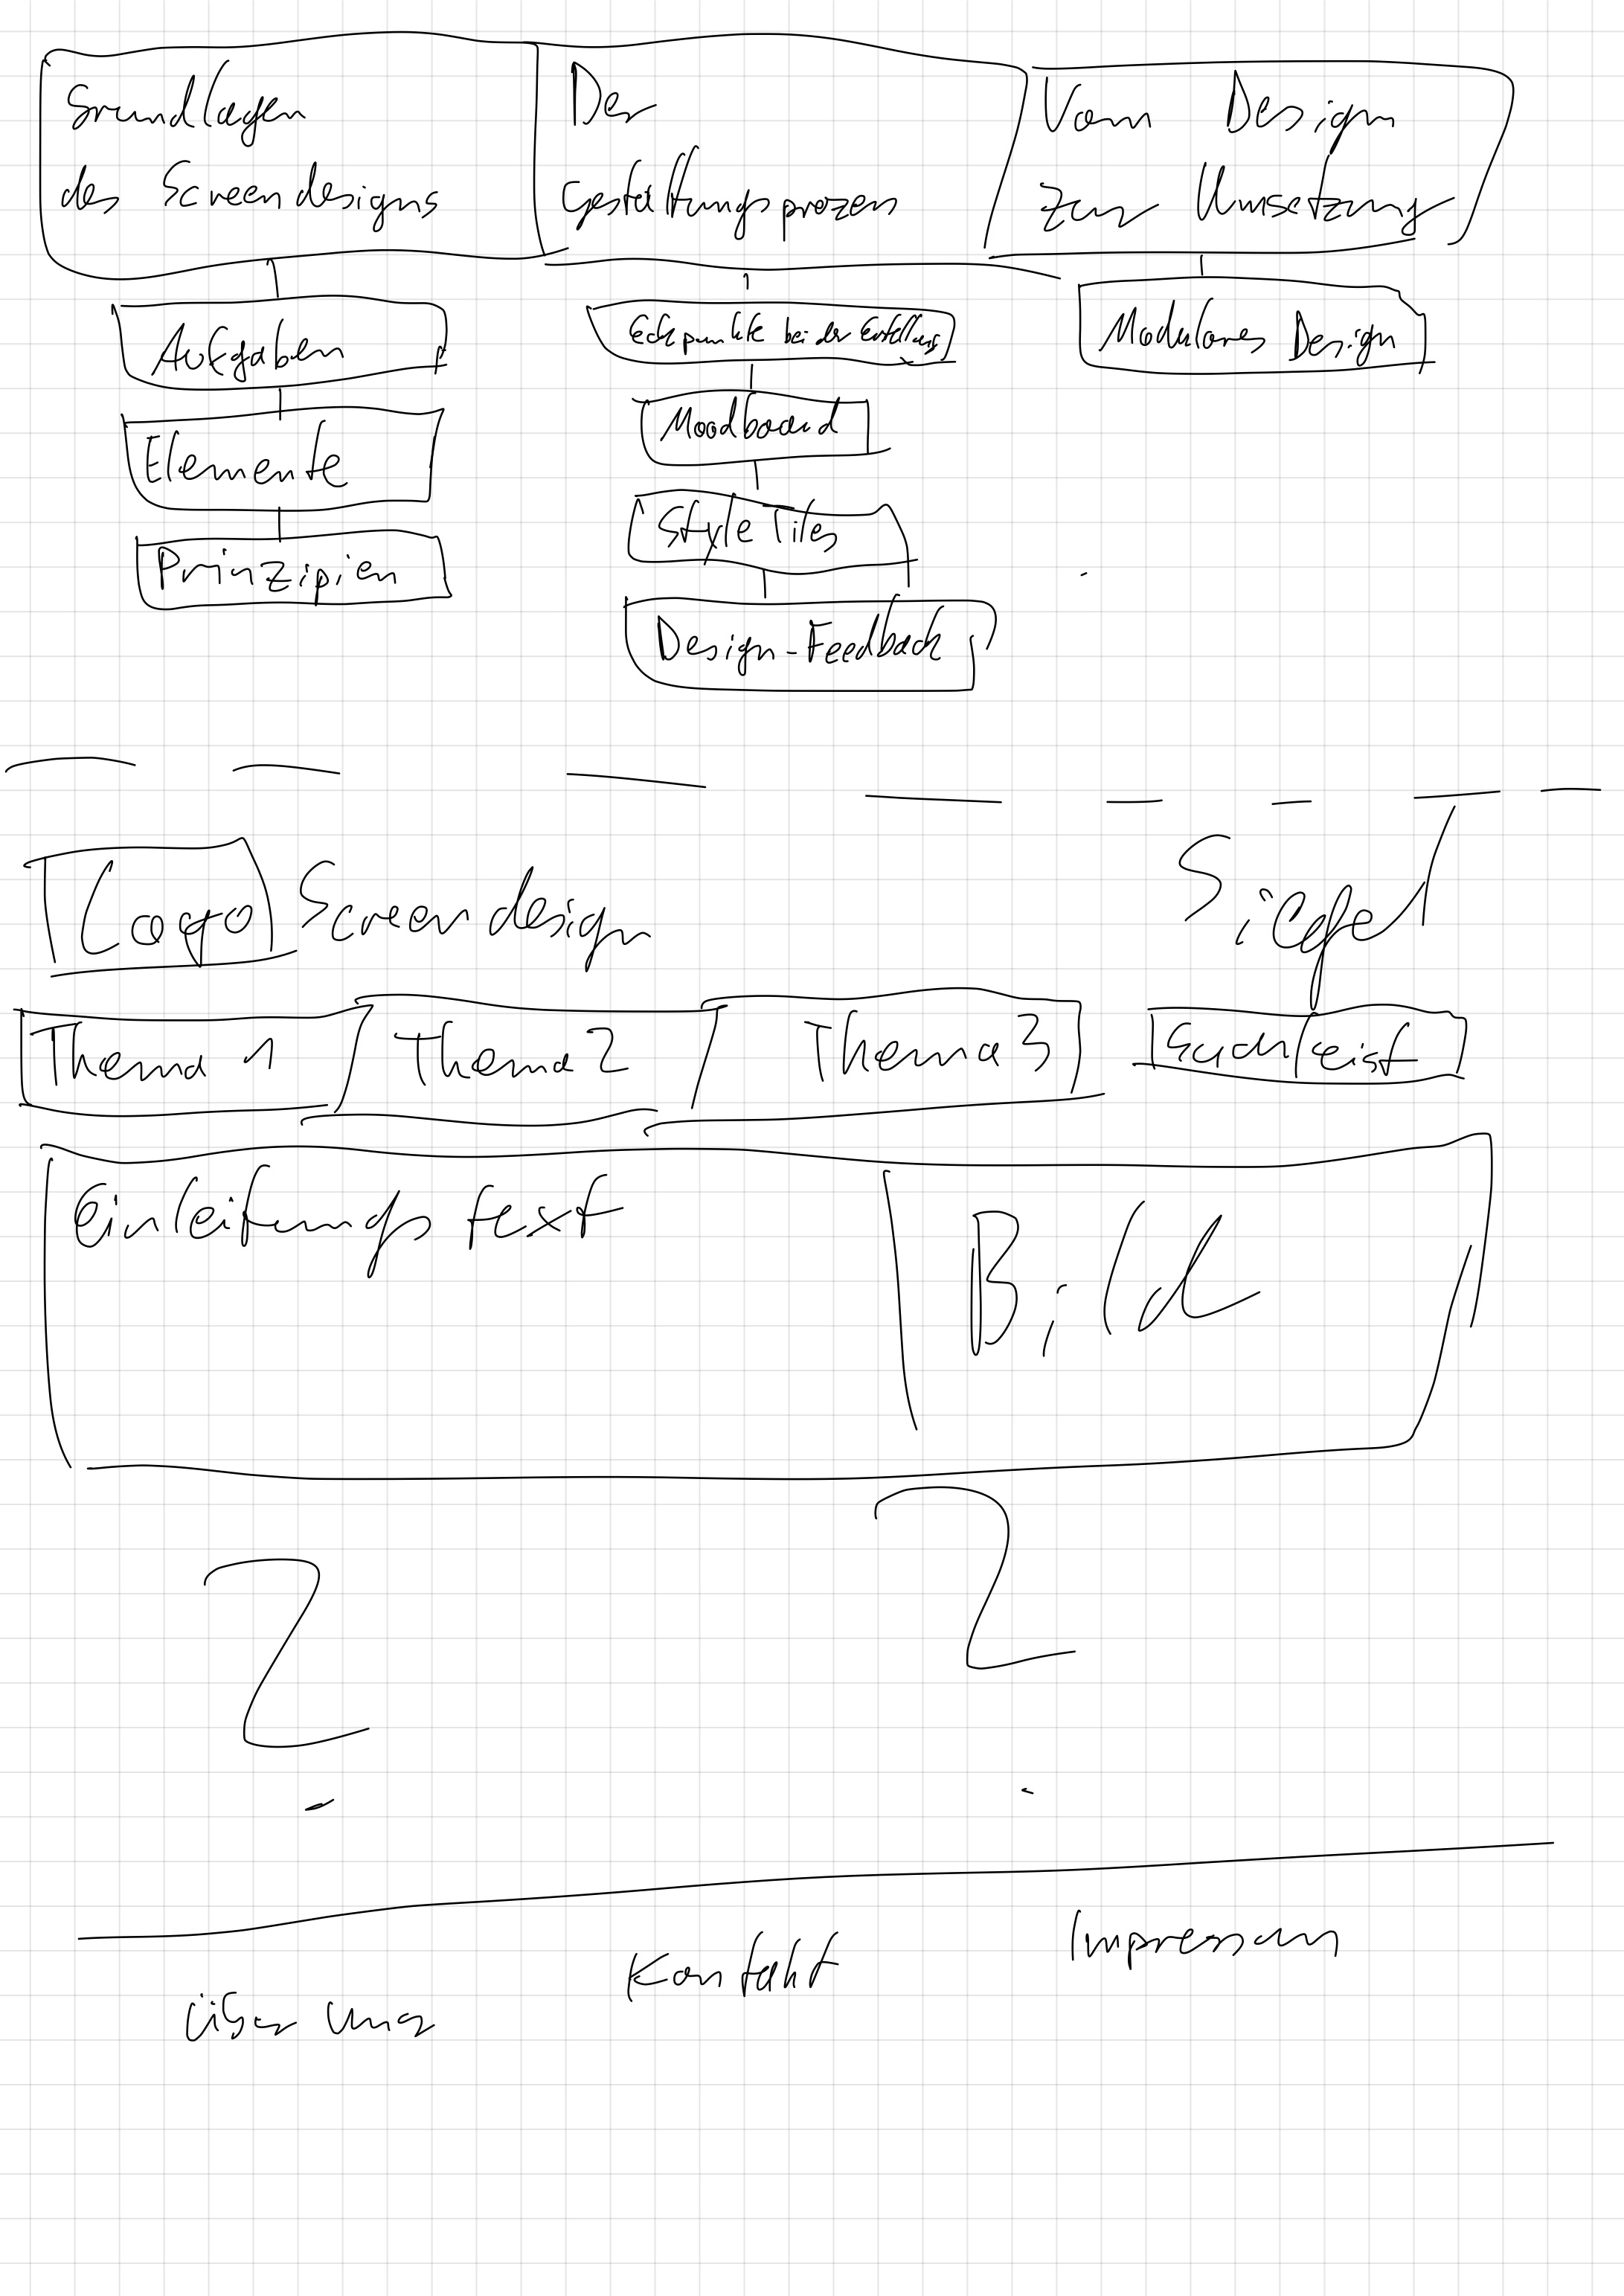 Grundlagen
des Screendesigns
Der
Gestaltungsprozess
Vom Design
zur Umsetzung
Aufgaben
Elemente
Prinzipien
Eckpunkte bei der Erstellung
Moodboard
Style Tiles
Design-Feedback
Modulares Design
Logo Screendesign
Siegel
Thema 1
Thema 2
Thema 3
Suchleist
Einleitungstext
Bild
?
?
Über uns
Kontakt
Impressum